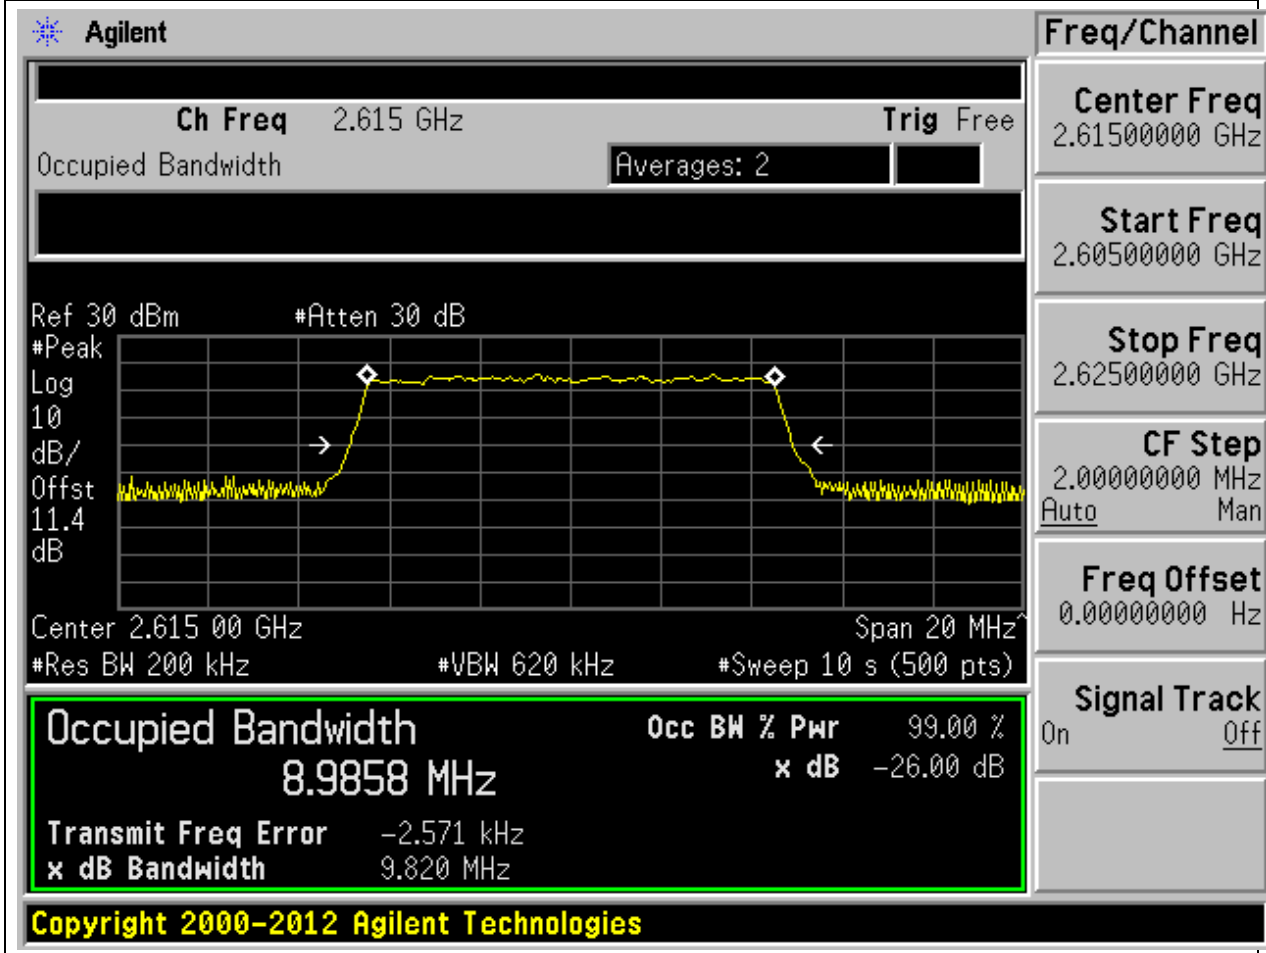 Agilent
Freq/Channel
Ch Freq 2.615 GHz Trig Free
Occupied Bandwidth Averages: 2
Center Freq
2.61500000 GHz
Start Freq
2.60500000 GHz
Stop Freq
2.62500000 GHz
CF Step
2.00000000 MHz
Auto Man
Freq Offset
0.00000000 Hz
Signal Track
On Off
Ref 30 dBm #Atten 30 dB
#Peak
Log
10
dB/
Offst
11.4
dB
Center 2.615 00 GHz Span 20 MHz^
#Res BW 200 kHz #VBW 620 kHz #Sweep 10 s (500 pts)
Occupied Bandwidth Occ BW % Pwr 99.00 %
8.9858 MHz x dB -26.00 dB
Transmit Freq Error -2.571 kHz
x dB Bandwidth 9.820 MHz
Copyright 2000-2012 Agilent Technologies